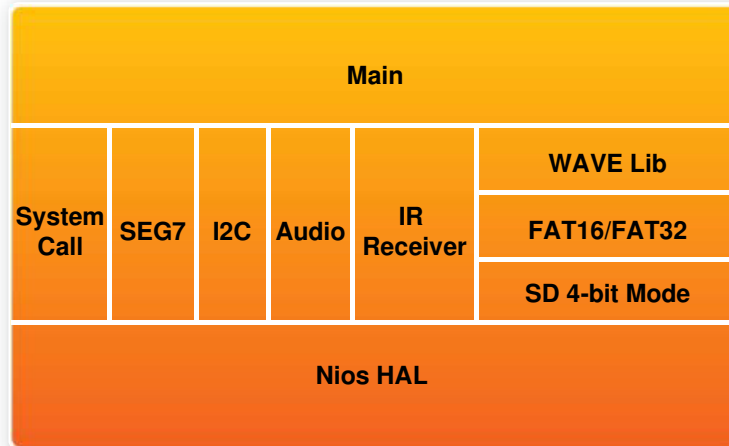 Main
System
Call
SEG7
I2C
Audio
IR
Receiver
WAVE Lib
FAT16/FAT32
SD 4-bit Mode
Nios HAL